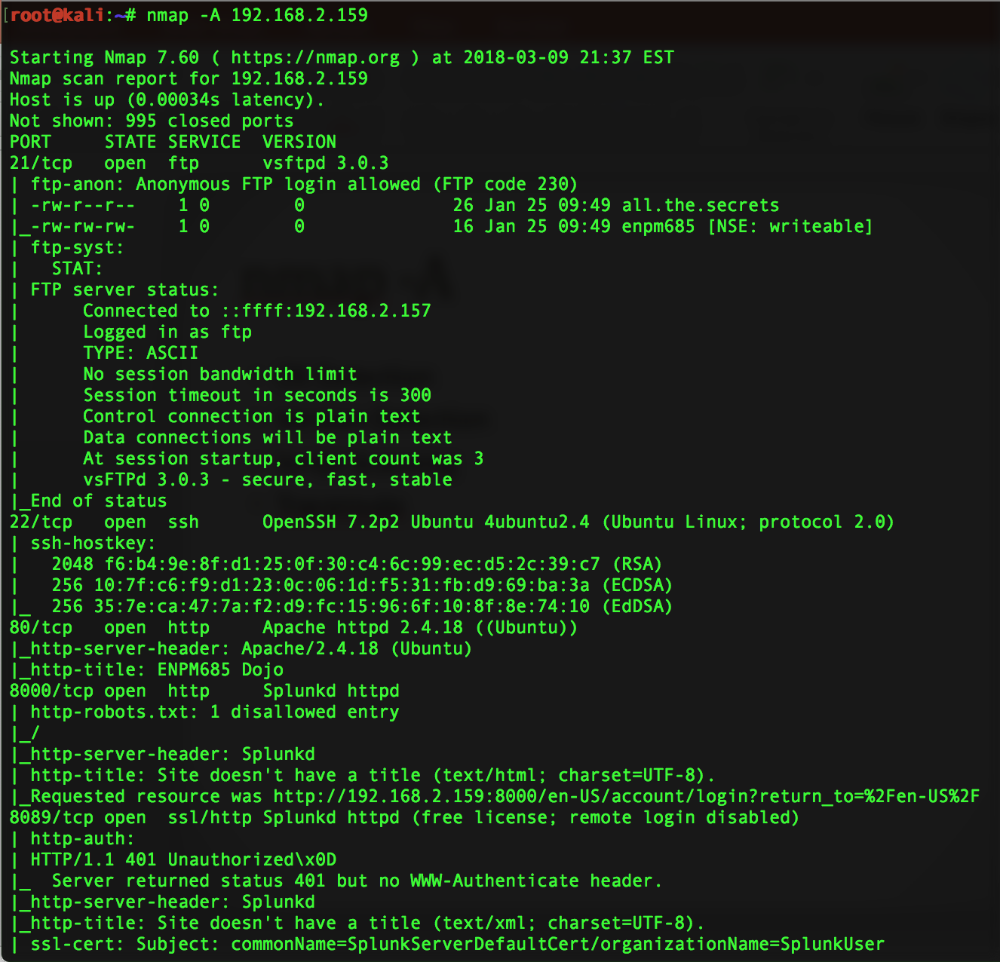 [root@kali:~# nmap -A 192.168.2.159
Starting Nmap 7.60 ( https://nmap.org ) at 2018-03-09 21:37 EST
Nmap scan report for 192.168.2.159
Host is up (0.00034s latency).
Not shown: 995 closed ports
PORT     STATE SERVICE  VERSION
21/tcp   open  ftp      vsftpd 3.0.3
| ftp-anon: Anonymous FTP login allowed (FTP code 230)
| -rw-r--r--    1 0        0              26 Jan 25 09:49 all.the.secrets
|_-rw-rw-rw-    1 0        0              16 Jan 25 09:49 enpm685 [NSE: writeable]
| ftp-syst:
|   STAT:
| FTP server status:
|      Connected to ::ffff:192.168.2.157
|      Logged in as ftp
|      TYPE: ASCII
|      No session bandwidth limit
|      Session timeout in seconds is 300
|      Control connection is plain text
|      Data connections will be plain text
|      At session startup, client count was 3
|      vsFTPd 3.0.3 - secure, fast, stable
|_End of status
22/tcp   open  ssh      OpenSSH 7.2p2 Ubuntu 4ubuntu2.4 (Ubuntu Linux; protocol 2.0)
| ssh-hostkey:
|   2048 f6:b4:9e:8f:d1:25:0f:30:c4:6c:99:ec:d5:2c:39:c7 (RSA)
|   256 10:7f:c6:f9:d1:23:0c:06:1d:f5:31:fb:d9:69:ba:3a (ECDSA)
|_  256 35:7e:ca:47:7a:f2:d9:fc:15:96:6f:10:8f:8e:74:10 (EdDSA)
80/tcp   open  http     Apache httpd 2.4.18 ((Ubuntu))
|_http-server-header: Apache/2.4.18 (Ubuntu)
|_http-title: ENPM685 Dojo
8000/tcp open  http     Splunkd httpd
| http-robots.txt: 1 disallowed entry
|_/
|_http-server-header: Splunkd
| http-title: Site doesn't have a title (text/html; charset=UTF-8).
|_Requested resource was http://192.168.2.159:8000/en-US/account/login?return_to=%2Fen-US%2F
8089/tcp open  ssl/http Splunkd httpd (free license; remote login disabled)
| http-auth:
| HTTP/1.1 401 Unauthorized\x0D
|_  Server returned status 401 but no WWW-Authenticate header.
|_http-server-header: Splunkd
|_http-title: Site doesn't have a title (text/xml; charset=UTF-8).
| ssl-cert: Subject: commonName=SplunkServerDefaultCert/organizationName=SplunkUser